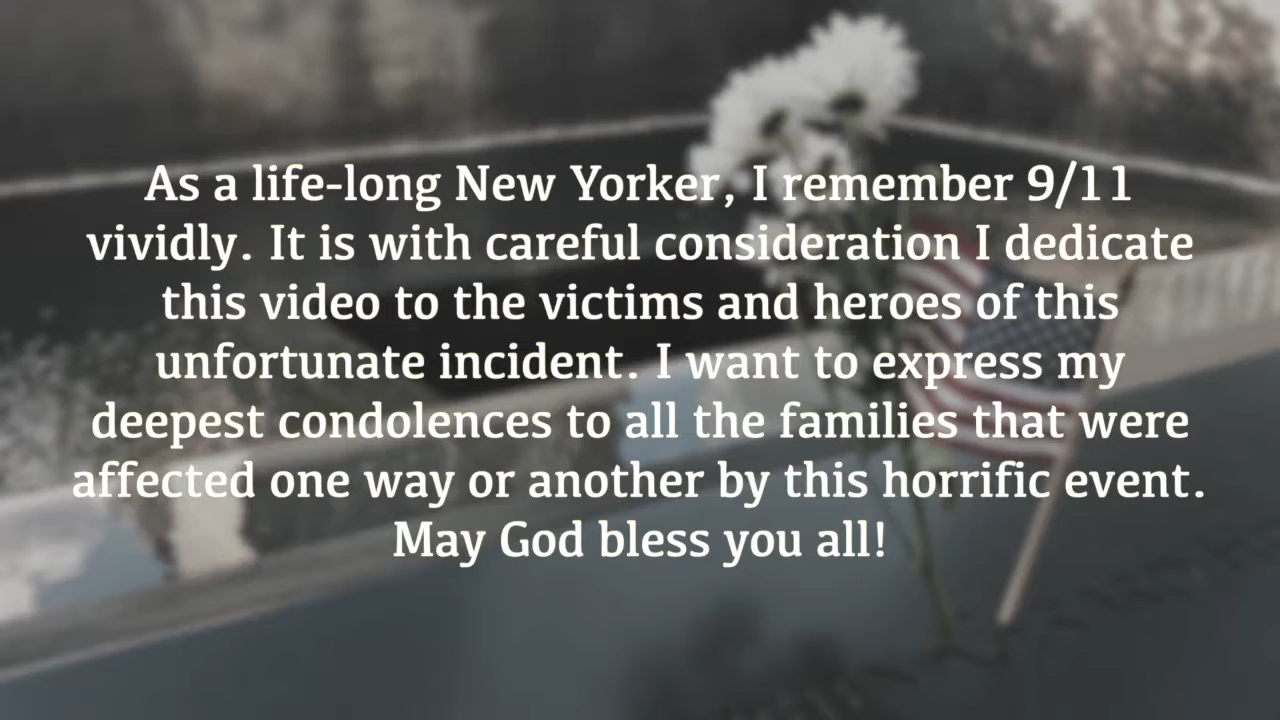 As a life-long New Yorker, I remember 9/11
vividly. It is with careful consideration I dedicate
this video to the victims and heroes of this
unfortunate incident. I want to express my
deepest condolences to all the families that were
affected one way or another by this horrific event.
May God bless you all!